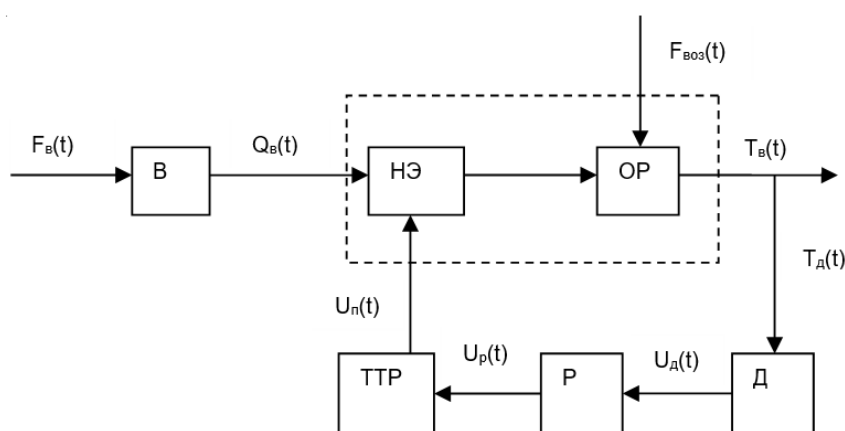 Fвоз(t)
Fв(t)
В
Qв(t)
НЭ
ОР
Tв(t)
Tд(t)
Uп(t)
ТТР
Uр(t)
Р
Uд(t)
Д